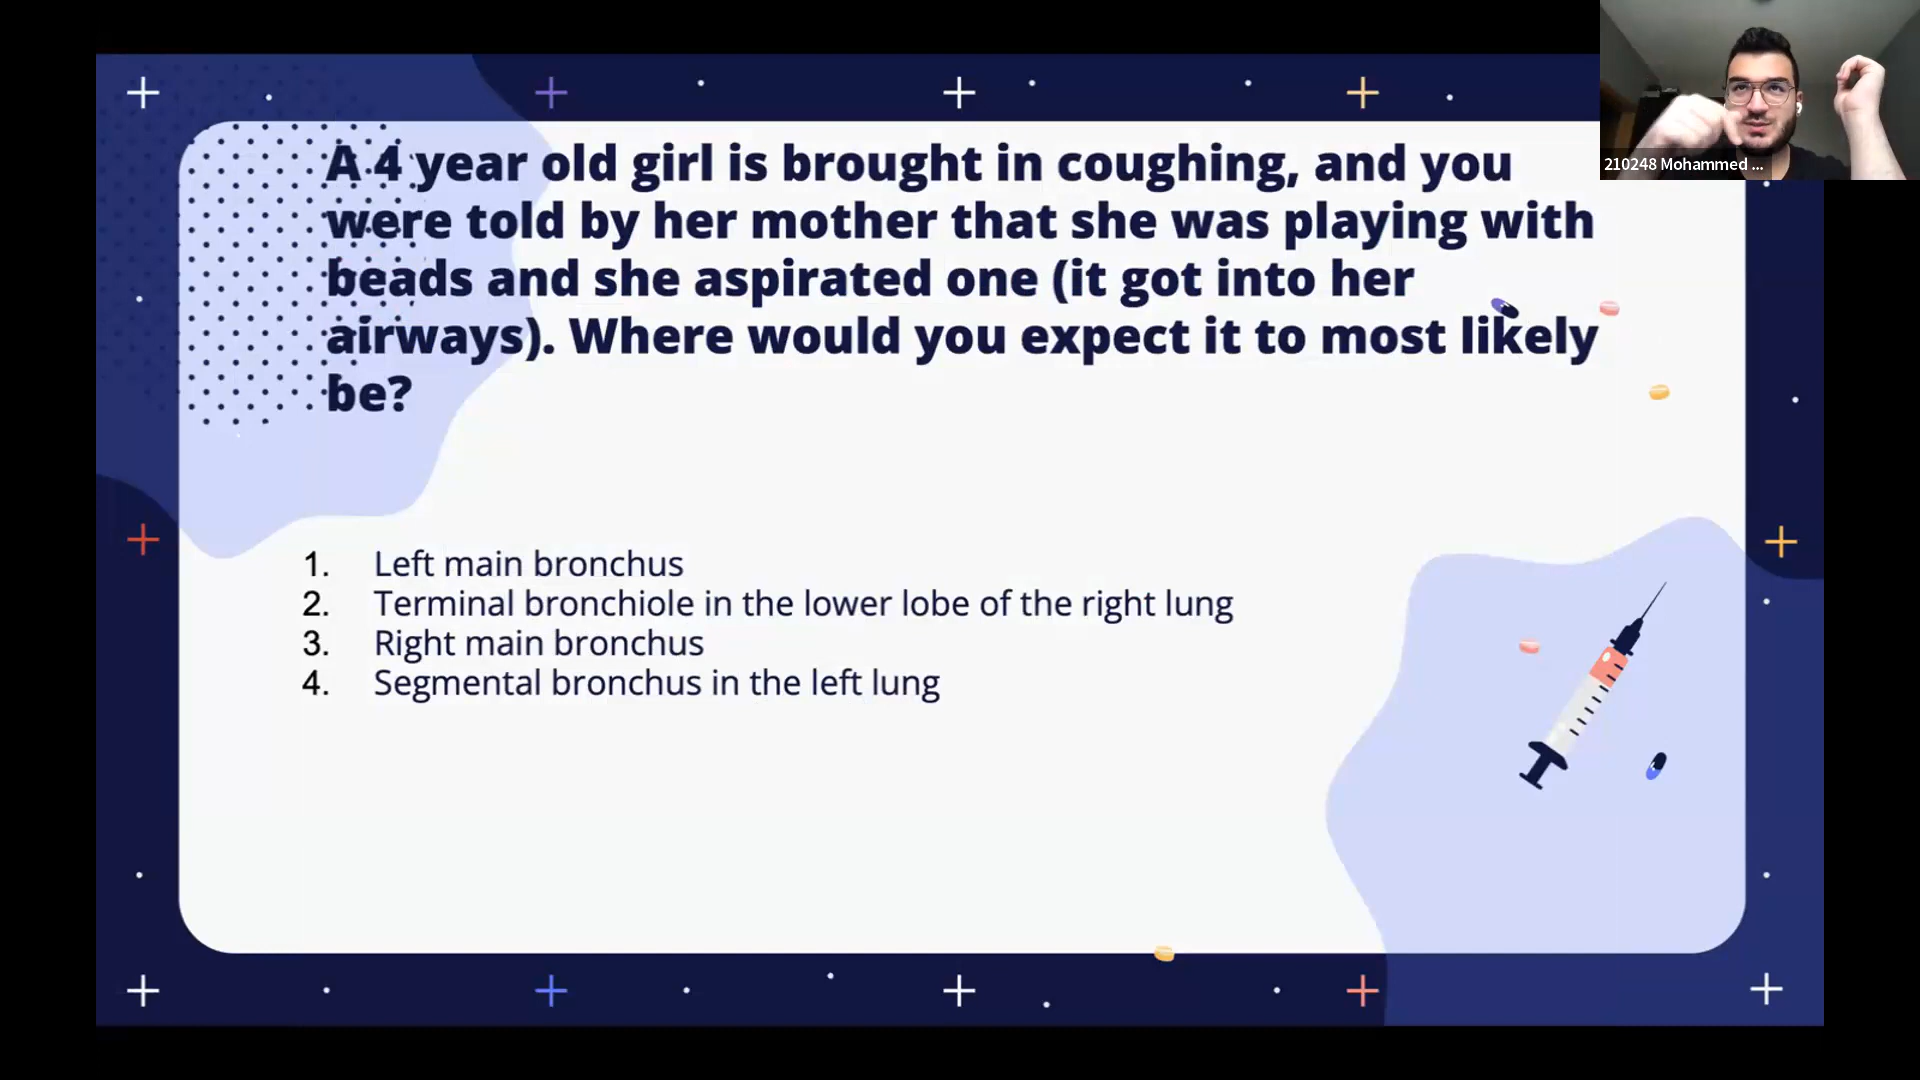 A 4 year old girl is brought in coughing, and you
were told by her mother that she was playing with
beads and she aspirated one (it got into her
airways). Where would you expect it to most likely
be?
1. Left main bronchus
2. Terminal bronchiole in the lower lobe of the right lung
3. Right main bronchus
4. Segmental bronchus in the left lung
210248 Mohammed ...